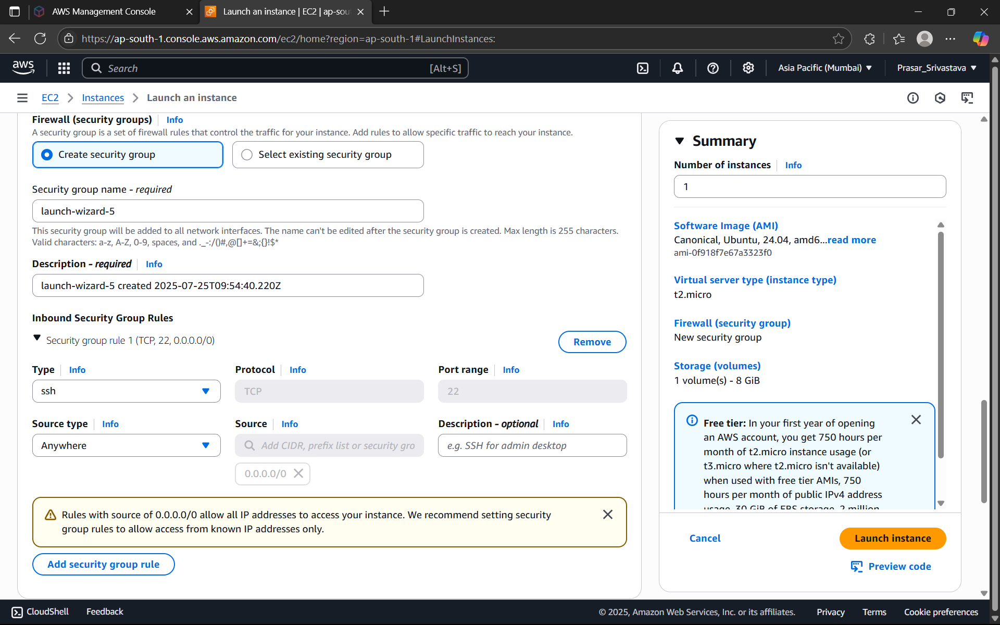 AWS Management Console
Launch an instance | EC2 | ap-sou
https://ap-south-1.console.aws.amazon.com/ec2/home?region=ap-south-1#LaunchInstances:
aws
Search
[Alt+S]
Asia Pacific (Mumbai)
Prasar_Srivastava
EC2
Instances
Launch an instance
Firewall (security groups)
Info
A security group is a set of firewall rules that control the traffic for your instance. Add rules to allow specific traffic to reach your instance.
Create security group
Select existing security group
Security group name - required
launch-wizard-5
This security group will be added to all network interfaces. The name can't be edited after the security group is created. Max length is 255 characters.
Valid characters: a-z, A-Z, 0-9, spaces, and ._-:/()#,@[]+=&;{}!$*
Description - required
Info
launch-wizard-5 created 2025-07-25T09:54:40.220Z
Inbound Security Group Rules
Security group rule 1 (TCP, 22, 0.0.0.0/0)
Remove
Type
Info
Protocol
Info
Port range
Info
ssh
TCP
22
Source type
Info
Source
Info
Description - optional
Info
Anywhere
Add CIDR, prefix list or security gro
e.g. SSH for admin desktop
0.0.0.0/0
Rules with source of 0.0.0.0/0 allow all IP addresses to access your instance. We recommend setting security
group rules to allow access from known IP addresses only.
Add security group rule
Summary
Number of instances
Info
1
Software Image (AMI)
Canonical, Ubuntu, 24.04, amd6...read more
ami-0f918f7e67a3323f0
Virtual server type (instance type)
t2.micro
Firewall (security group)
New security group
Storage (volumes)
1 volume(s) - 8 GiB
Free tier: In your first year of opening
an AWS account, you get 750 hours per
month of t2.micro instance usage (or
t3.micro where t2.micro isn't available)
when used with free tier AMIs, 750
hours per month of public IPv4 address
usage, 30 GiB of EBS storage, 2 million
Cancel
Launch instance
Preview code
CloudShell
Feedback
© 2025, Amazon Web Services, Inc. or its affiliates.
Privacy
Terms
Cookie preferences